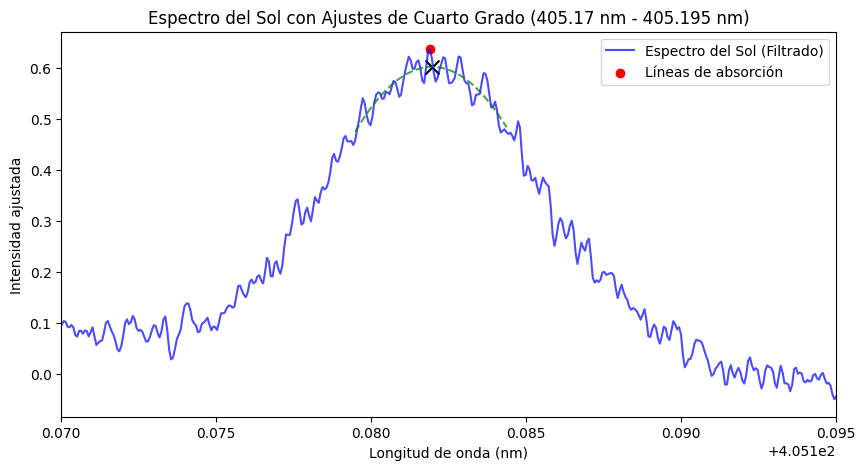 Espectro del Sol con Ajustes de Cuarto Grado (405.17 nm - 405.195 nm)
Espectro del Sol (Filtrado)
Líneas de absorción
Intensidad ajustada
0.6
0.5
0.4
0.3
0.2
0.1
0.0
0.070 0.075 0.080 0.085 0.090 0.095
Longitud de onda (nm)
+4.051e2